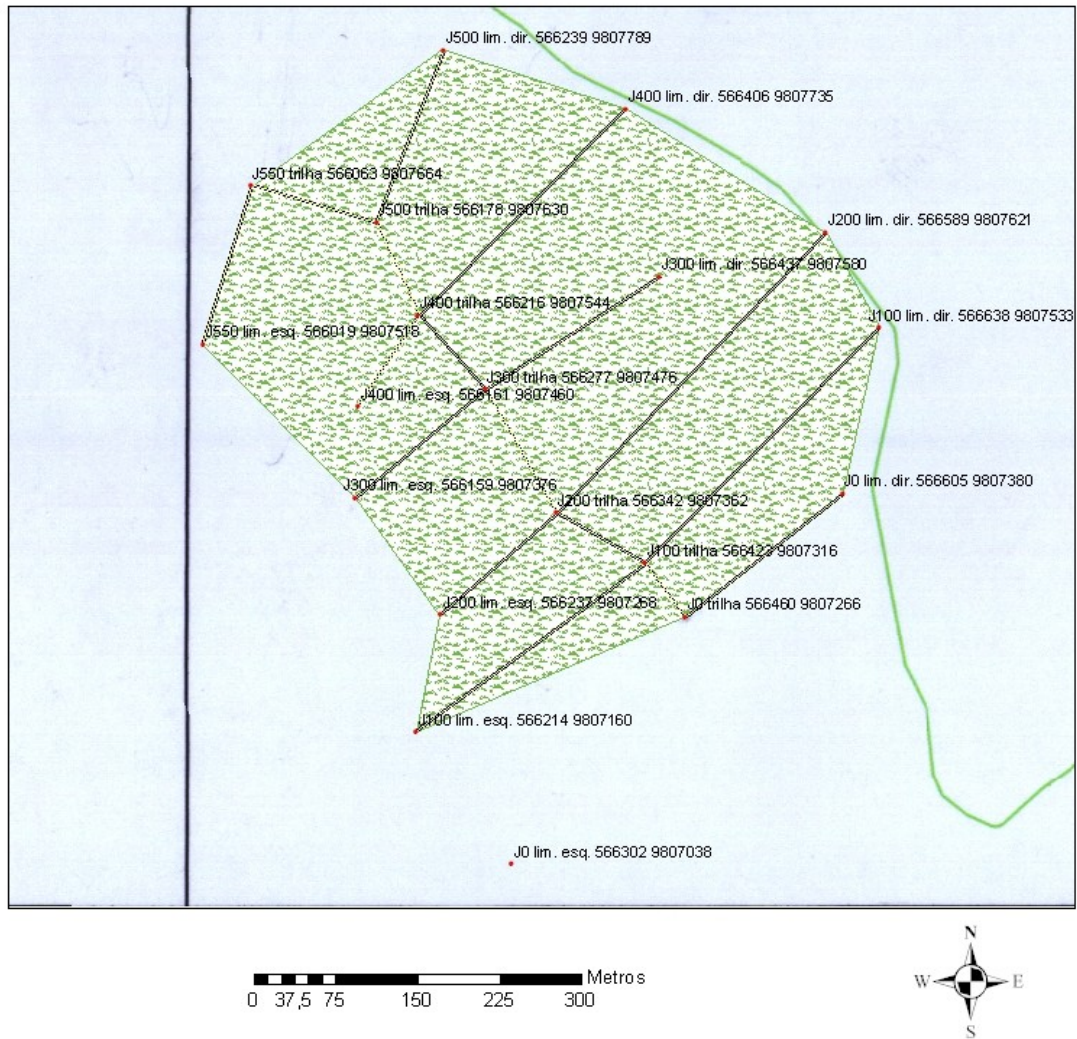 J500 lim. dir. 566239 9807789
J400 lim. dir. 566406 9807735
J550 trilha 566063 9807664
J500 trilha 566178 9807630
J200 lim. dir. 566589 9807621
J300 lim. dir. 566437 9807580
J400 trilha 566216 9807544
J100 lim. dir. 566638 9807533
J550 lim. esq. 566019 9807518
J300 trilha 566277 9807476
J400 lim. esq. 566161 9807460
J300 lim. esq. 566159 9807376
J0 lim. dir. 566605 9807380
J200 trilha 566342 9807362
J100 trilha 566423 9807316
J200 lim. esq. 566237 9807268
J0 trilha 566460 9807266
J100 lim. esq. 566214 9807160
J0 lim. esq. 566302 9807038
Metros
0 37,5 75 150 225 300
N
W E
S